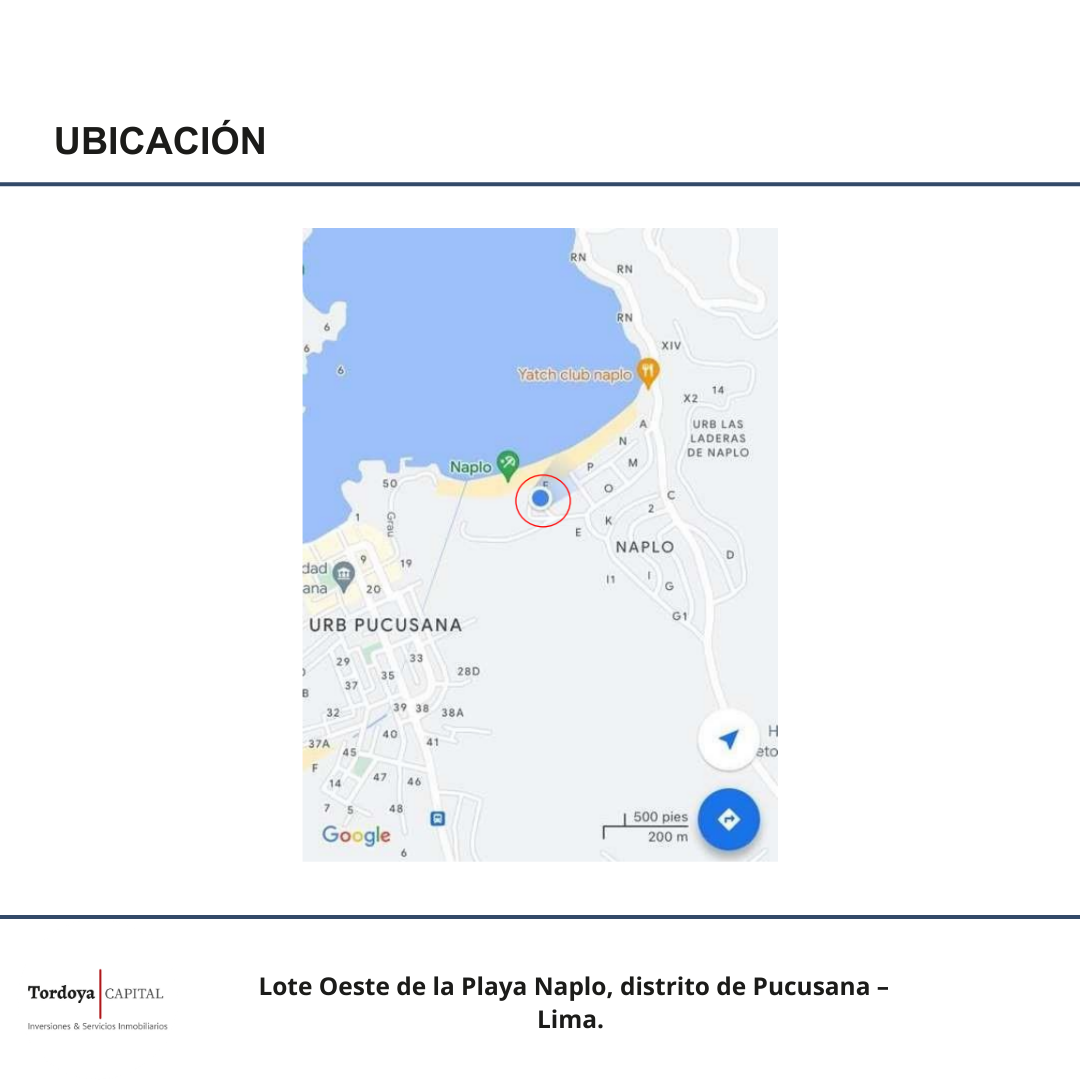 UBICACIÓN
RN
RN
RN
6
6
6
XIV
Yatch club naplo
14
X2
A
URB LAS
LADERAS
DE NAPLO
N
Naplo
P
M
50
O
C
1
Grau
2
K
E
NAPLO
D
9
19
dad
ana
20
I1
I
G
G1
URB PUCUSANA
29
33
35
28D
37
B
32
39
38
38A
H
eto
40
41
37A
45
F
47
46
14
7
5
48
500 pies
200 m
Google
6
Tordoya CAPITAL
Inversiones & Servicios Inmobiliarios
Lote Oeste de la Playa Naplo, distrito de Pucusana –
Lima.